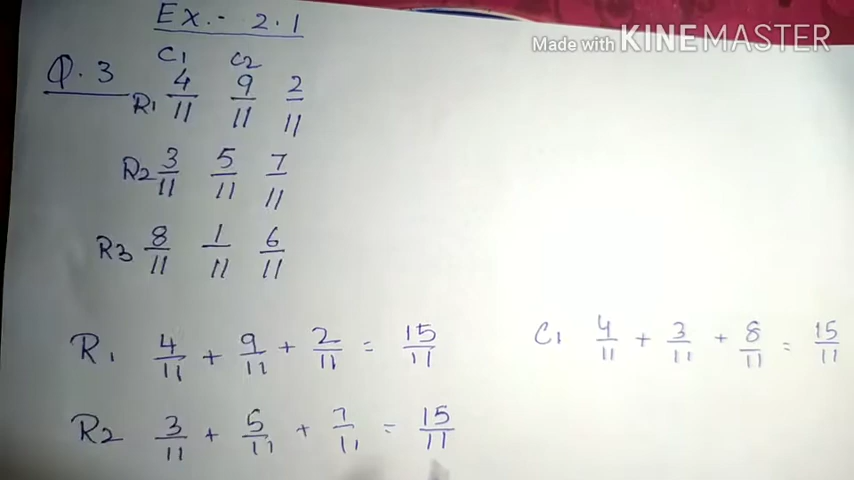 Ex.- 2.1
Made with KINEMASTER
C1 C2
Q.3
R1 4/11 9/11 2/11
R2 3/11 5/11 7/11
R3 8/11 1/11 6/11
R1 4/11 + 9/11 + 2/11 = 15/11
C1 4/11 + 3/11 + 8/11 = 15/11
R2 3/11 + 5/11 + 7/11 = 15/11